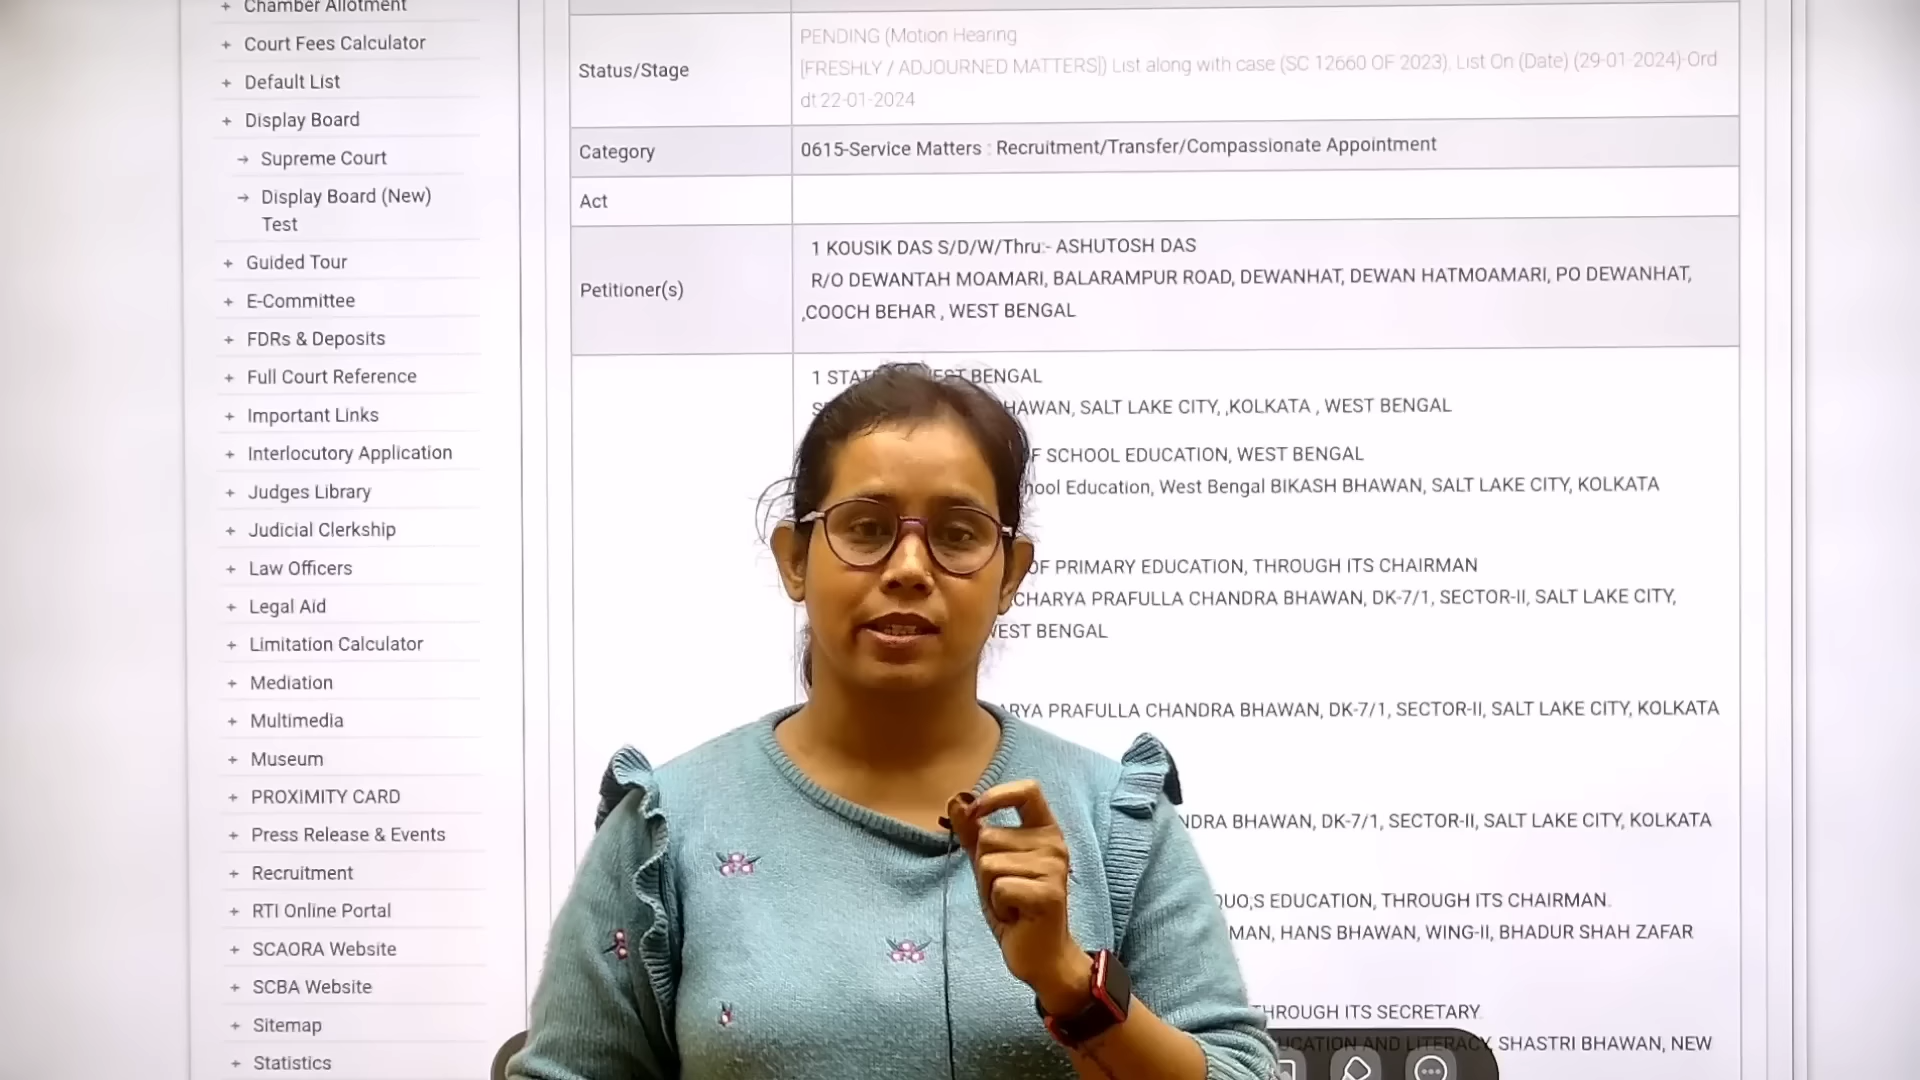 Chamber Allotment
Court Fees Calculator
Default List
Display Board
Supreme Court
Display Board (New)
Test
Guided Tour
E-Committee
FDRs & Deposits
Full Court Reference
Important Links
Interlocutory Application
Judges Library
Judicial Clerkship
Law Officers
Legal Aid
Limitation Calculator
Mediation
Multimedia
Museum
PROXIMITY CARD
Press Release & Events
Recruitment
RTI Online Portal
SCAORA Website
SCBA Website
Sitemap
Statistics
Status/Stage
PENDING (Motion Hearing
[FRESHLY / ADJOURNED MATTERS]) List along with case (SC 12660 OF 2023), List On (Date) (29-01-2024)-Ord
dt:22-01-2024
Category
0615-Service Matters : Recruitment/Transfer/Compassionate Appointment
Act
Petitioner(s)
1 KOUSIK DAS S/D/W/Thru:- ASHUTOSH DAS
R/O DEWANTAH MOAMARI, BALARAMPUR ROAD, DEWANHAT, DEWAN HATMOAMARI, PO DEWANHAT,
,COOCH BEHAR , WEST BENGAL
1 BENGAL
SALT LAKE CITY, ,KOLKATA , WEST BENGAL
SCHOOL EDUCATION, WEST BENGAL
Education, West Bengal BIKASH BHAWAN, SALT LAKE CITY, KOLKATA
OF PRIMARY EDUCATION, THROUGH ITS CHAIRMAN
PRAFULLA CHANDRA BHAWAN, DK-7/1, SECTOR-II, SALT LAKE CITY,
BENGAL
PRAFULLA CHANDRA BHAWAN, DK-7/1, SECTOR-II, SALT LAKE CITY, KOLKATA
BHAWAN, DK-7/1, SECTOR-II, SALT LAKE CITY, KOLKATA
EDUCATION, THROUGH ITS CHAIRMAN.
HANS BHAWAN, WING-II, BHADUR SHAH ZAFAR
THROUGH ITS SECRETARY.
AND LITERACY, SHASTRI BHAWAN, NEW